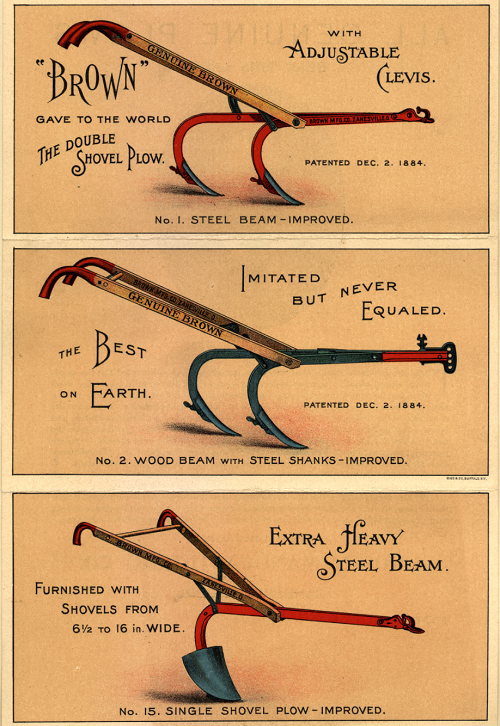 "BROWN"
GAVE TO THE WORLD
THE DOUBLE
SHOVEL PLOW.
WITH
ADJUSTABLE
CLEVIS.
GENUINE BROWN
BROWN MFG. CO. ZANESVILLE O.
PATENTED DEC. 2. 1884.
No. 1. STEEL BEAM – IMPROVED.
BROWN MFG. CO. ZANESVILLE O.
GENUINE BROWN
IMITATED
BUT NEVER
EQUALED.
THE BEST
ON EARTH.
PATENTED DEC. 2. 1884.
No. 2. WOOD BEAM WITH STEEL SHANKS – IMPROVED.
BUFFALO, N.Y.
BROWN MFG. CO.
ZANESVILLE O.
EXTRA HEAVY
STEEL BEAM.
FURNISHED WITH
SHOVELS FROM
6½ TO 16 in. WIDE.
No. 15. SINGLE SHOVEL PLOW – IMPROVED.